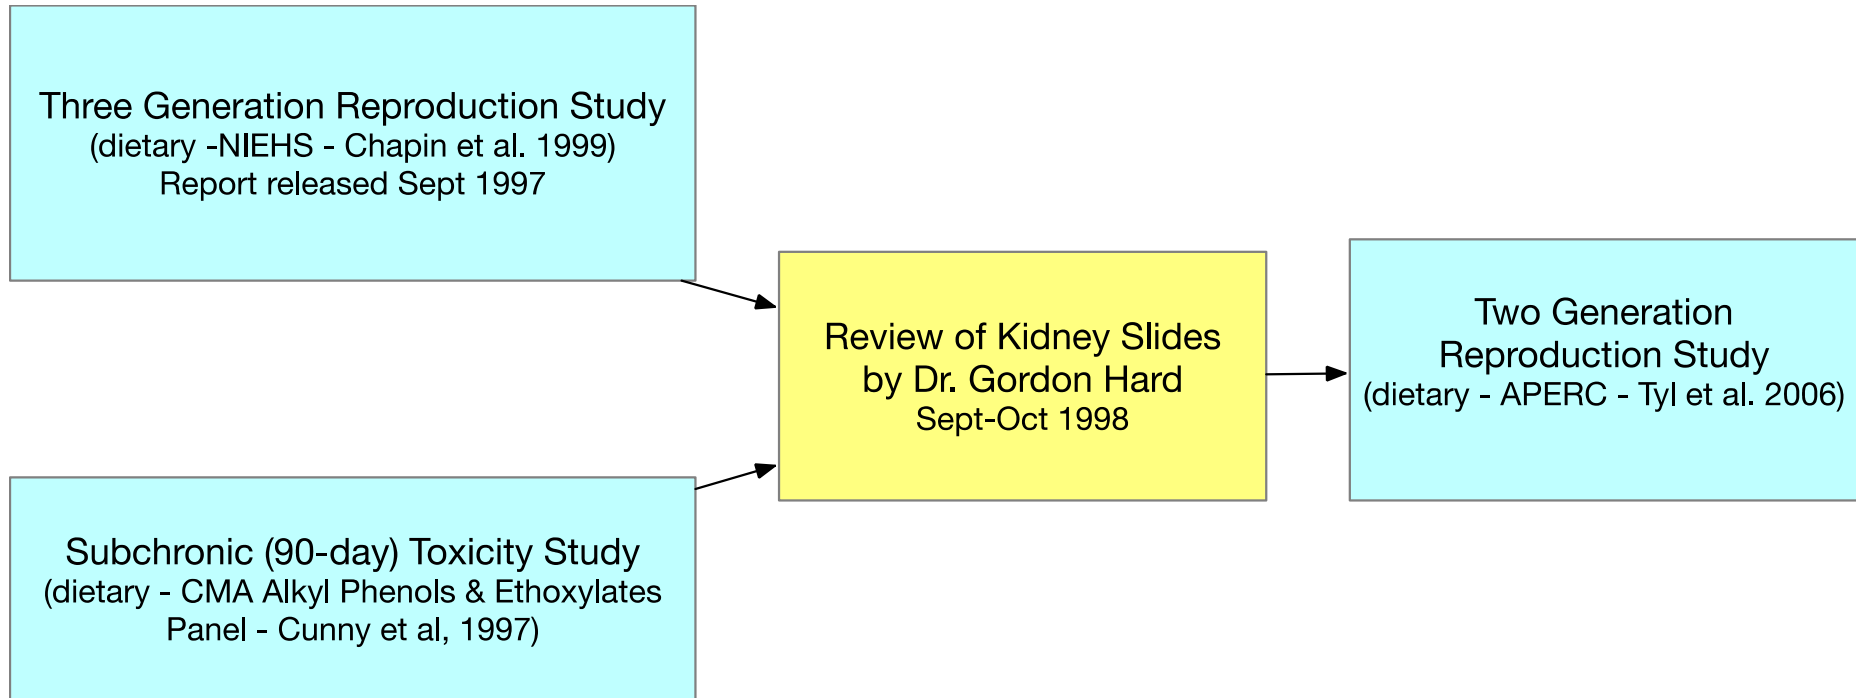 Three Generation Reproduction Study
(dietary -NIEHS - Chapin et al. 1999)
Report released Sept 1997
Subchronic (90-day) Toxicity Study
(dietary - CMA Alkyl Phenols & Ethoxylates
Panel - Cunny et al, 1997)
Review of Kidney Slides
by Dr. Gordon Hard
Sept-Oct 1998
Two Generation
Reproduction Study
(dietary - APERC - Tyl et al. 2006)